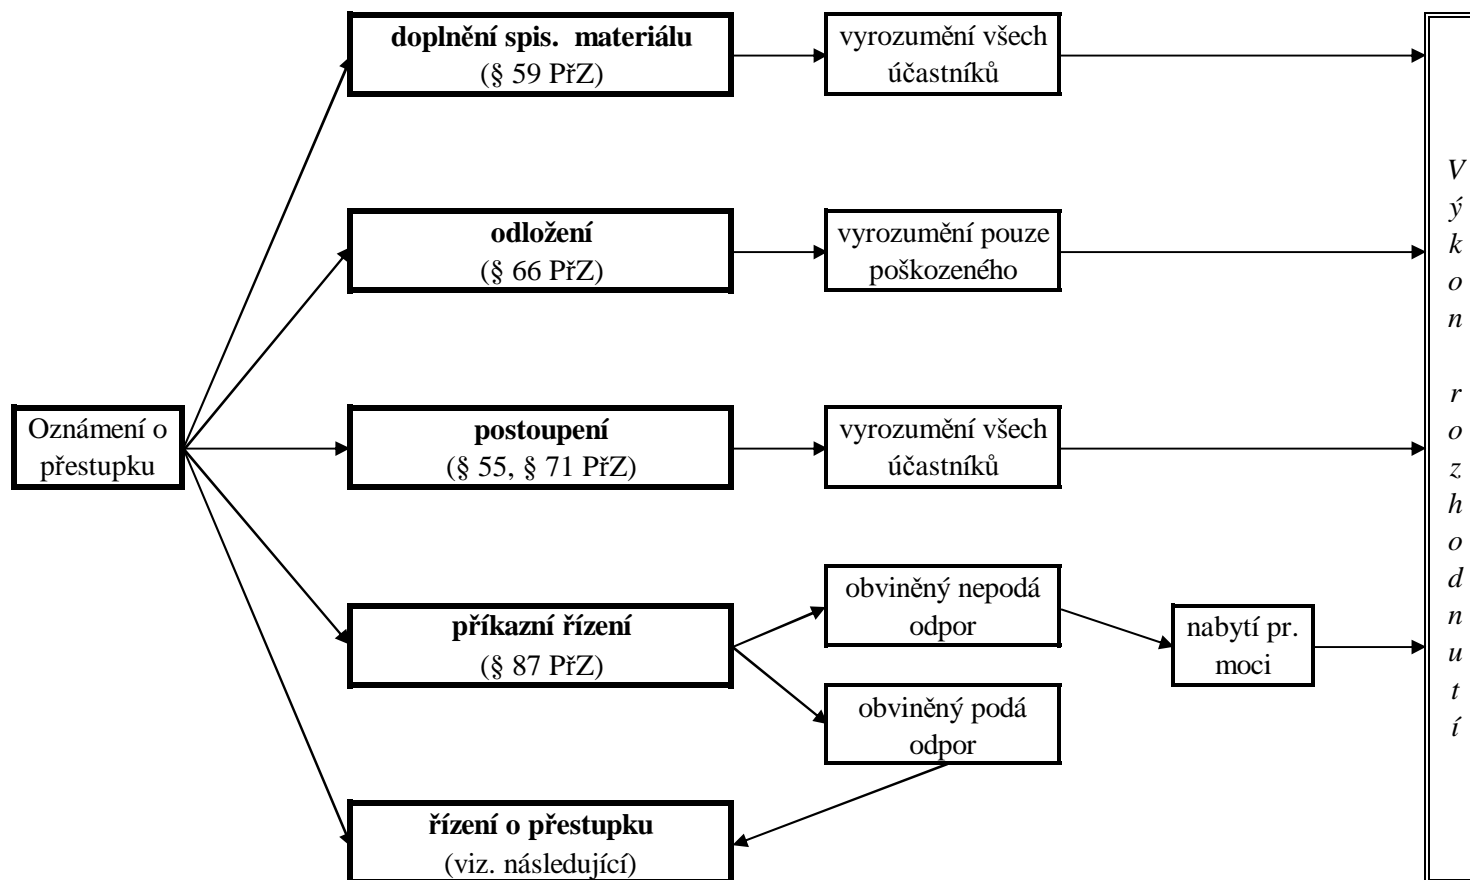 doplnění spis. materiálu
(§ 59 PřZ)
vyrozumění všech
účastníků
odložení
(§ 66 PřZ)
vyrozumění pouze
poškozeného
Oznámení o
přestupku
postoupení
(§ 55, § 71 PřZ)
vyrozumění všech
účastníků
příkazní řízení
(§ 87 PřZ)
obviněný nepodá
odpor
nabytí pr.
moci
obviněný podá
odpor
řízení o přestupku
(viz. následující)
Výkon rozhodnutí